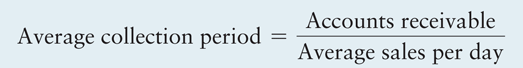 Average collection period = Accounts receivable
Average sales per day